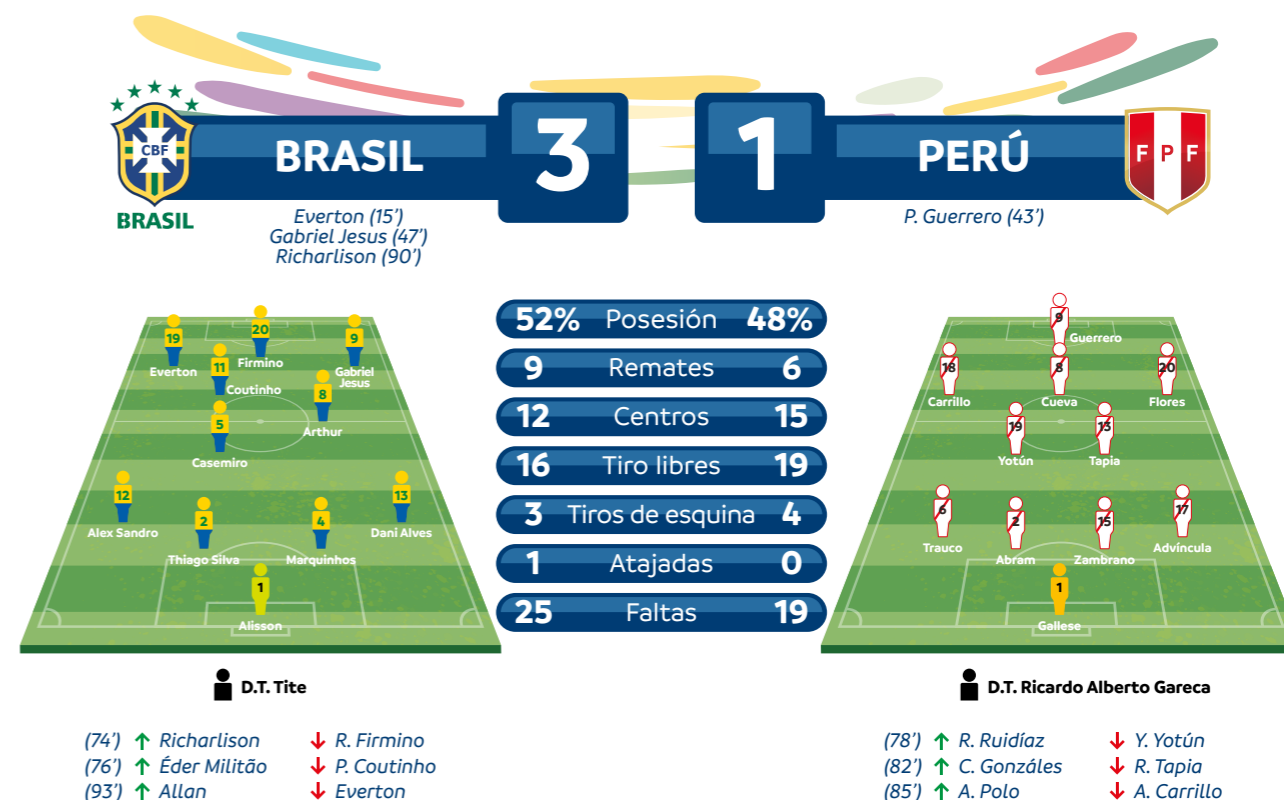 BRASIL 3 1 PERÚ
CBF
BRASIL
F P F
Everton (15’)
Gabriel Jesus (47’)
Richarlison (90’)
P. Guerrero (43’)
52% Posesión 48%
9 Remates 6
12 Centros 15
16 Tiro libres 19
3 Tiros de esquina 4
1 Atajadas 0
25 Faltas 19
19
Everton
20
Firmino
9
Gabriel
Jesus
11
Coutinho
8
Arthur
5
Casemiro
12
Alex Sandro
13
Dani Alves
2
Thiago Silva
4
Marquinhos
1
Alisson
9
Guerrero
18
Carrillo
8
Cueva
20
Flores
19
Yotún
13
Tapia
6
Trauco
2
Abram
15
Zambrano
17
Advíncula
1
Gallese
D.T. Tite
(74’) ↑ Richarlison ↓ R. Firmino
(76’) ↑ Éder Militão ↓ P. Coutinho
(93’) ↑ Allan ↓ Everton
D.T. Ricardo Alberto Gareca
(78’) ↑ R. Ruidíaz ↓ Y. Yotún
(82’) ↑ C. Gonzáles ↓ R. Tapia
(85’) ↑ A. Polo ↓ A. Carrillo